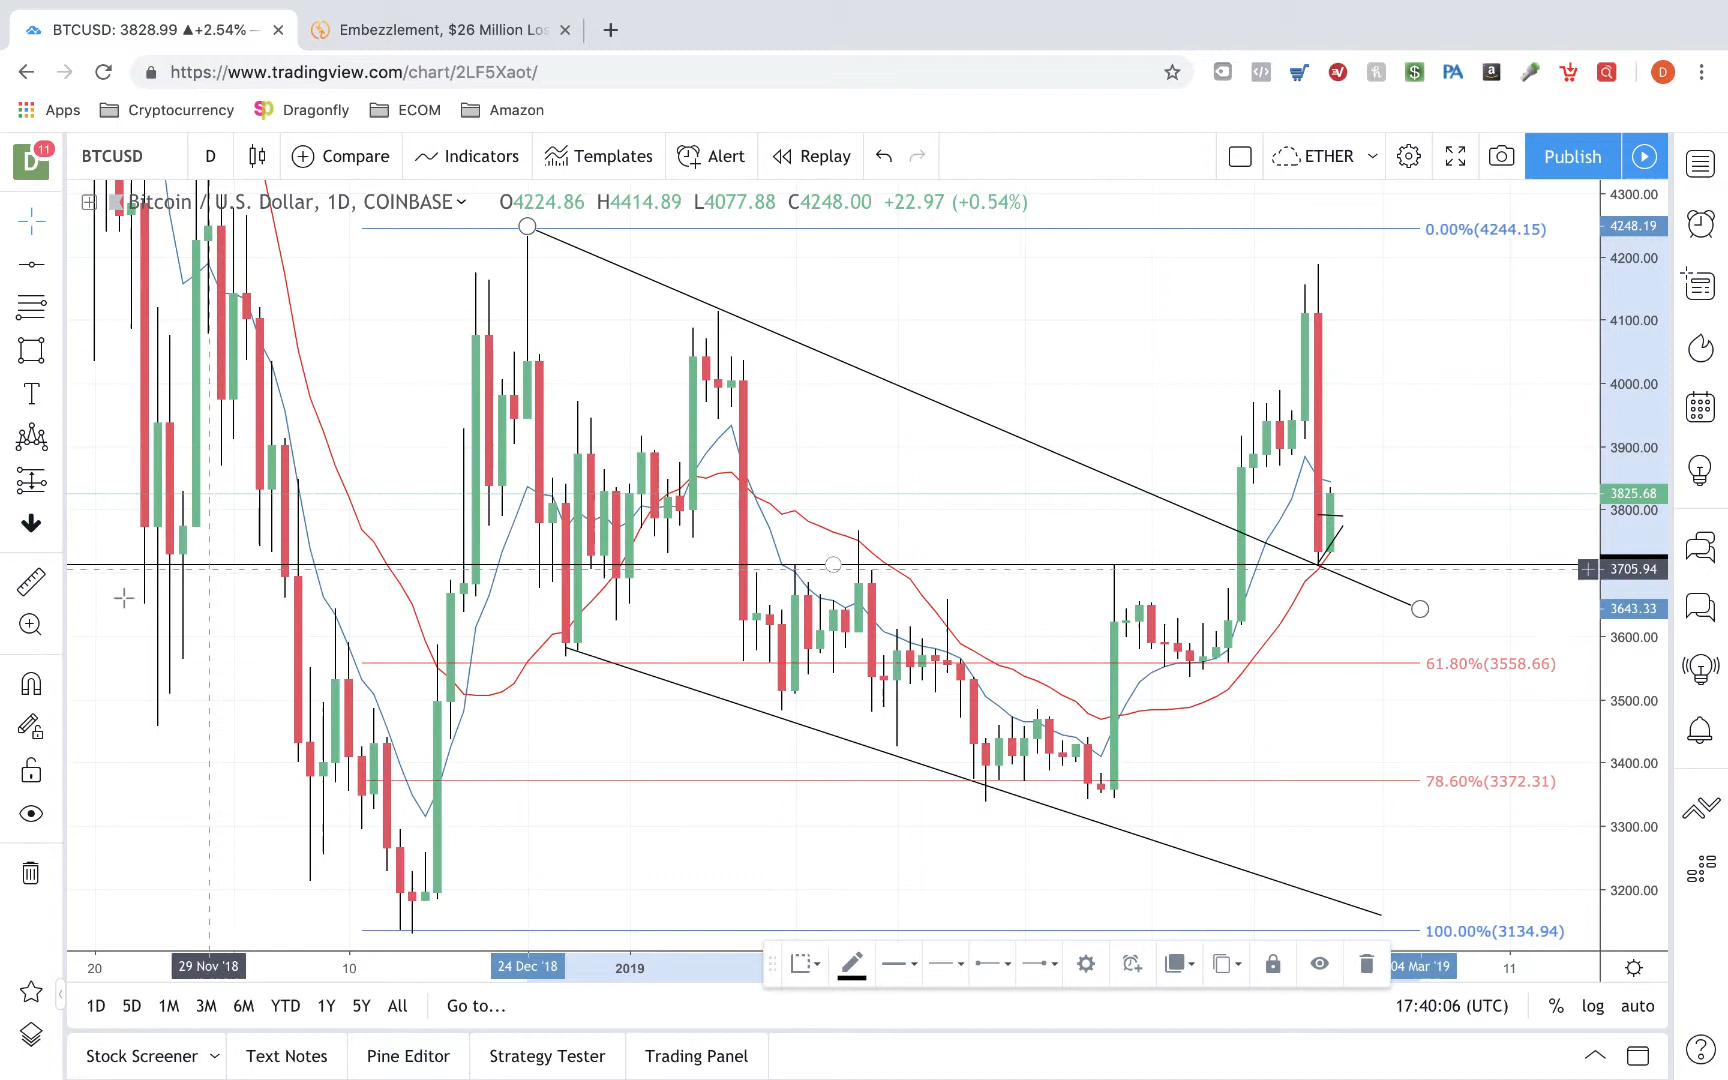 BTCUSD: 3828.99 ▲+2.54% —
Embezzlement, $26 Million Los
https://www.tradingview.com/chart/2LF5Xaot/
PA
D
Apps Cryptocurrency Dragonfly ECOM Amazon
D 11
BTCUSD D Compare Indicators Templates Alert Replay ETHER Publish
Bitcoin / U.S. Dollar, 1D, COINBASE O4224.86 H4414.89 L4077.88 C4248.00 +22.97 (+0.54%)
4300.00
0.00%(4244.15)
4248.19
4200.00
4100.00
4000.00
3900.00
3825.68
3800.00
3705.94
3643.33
3600.00
61.80%(3558.66)
3500.00
3400.00
78.60%(3372.31)
3300.00
3200.00
100.00%(3134.94)
20 29 Nov '18 10 24 Dec '18 2019 04 Mar '19 11
1D 5D 1M 3M 6M YTD 1Y 5Y All Go to... 17:40:06 (UTC) % log auto
Stock Screener Text Notes Pine Editor Strategy Tester Trading Panel